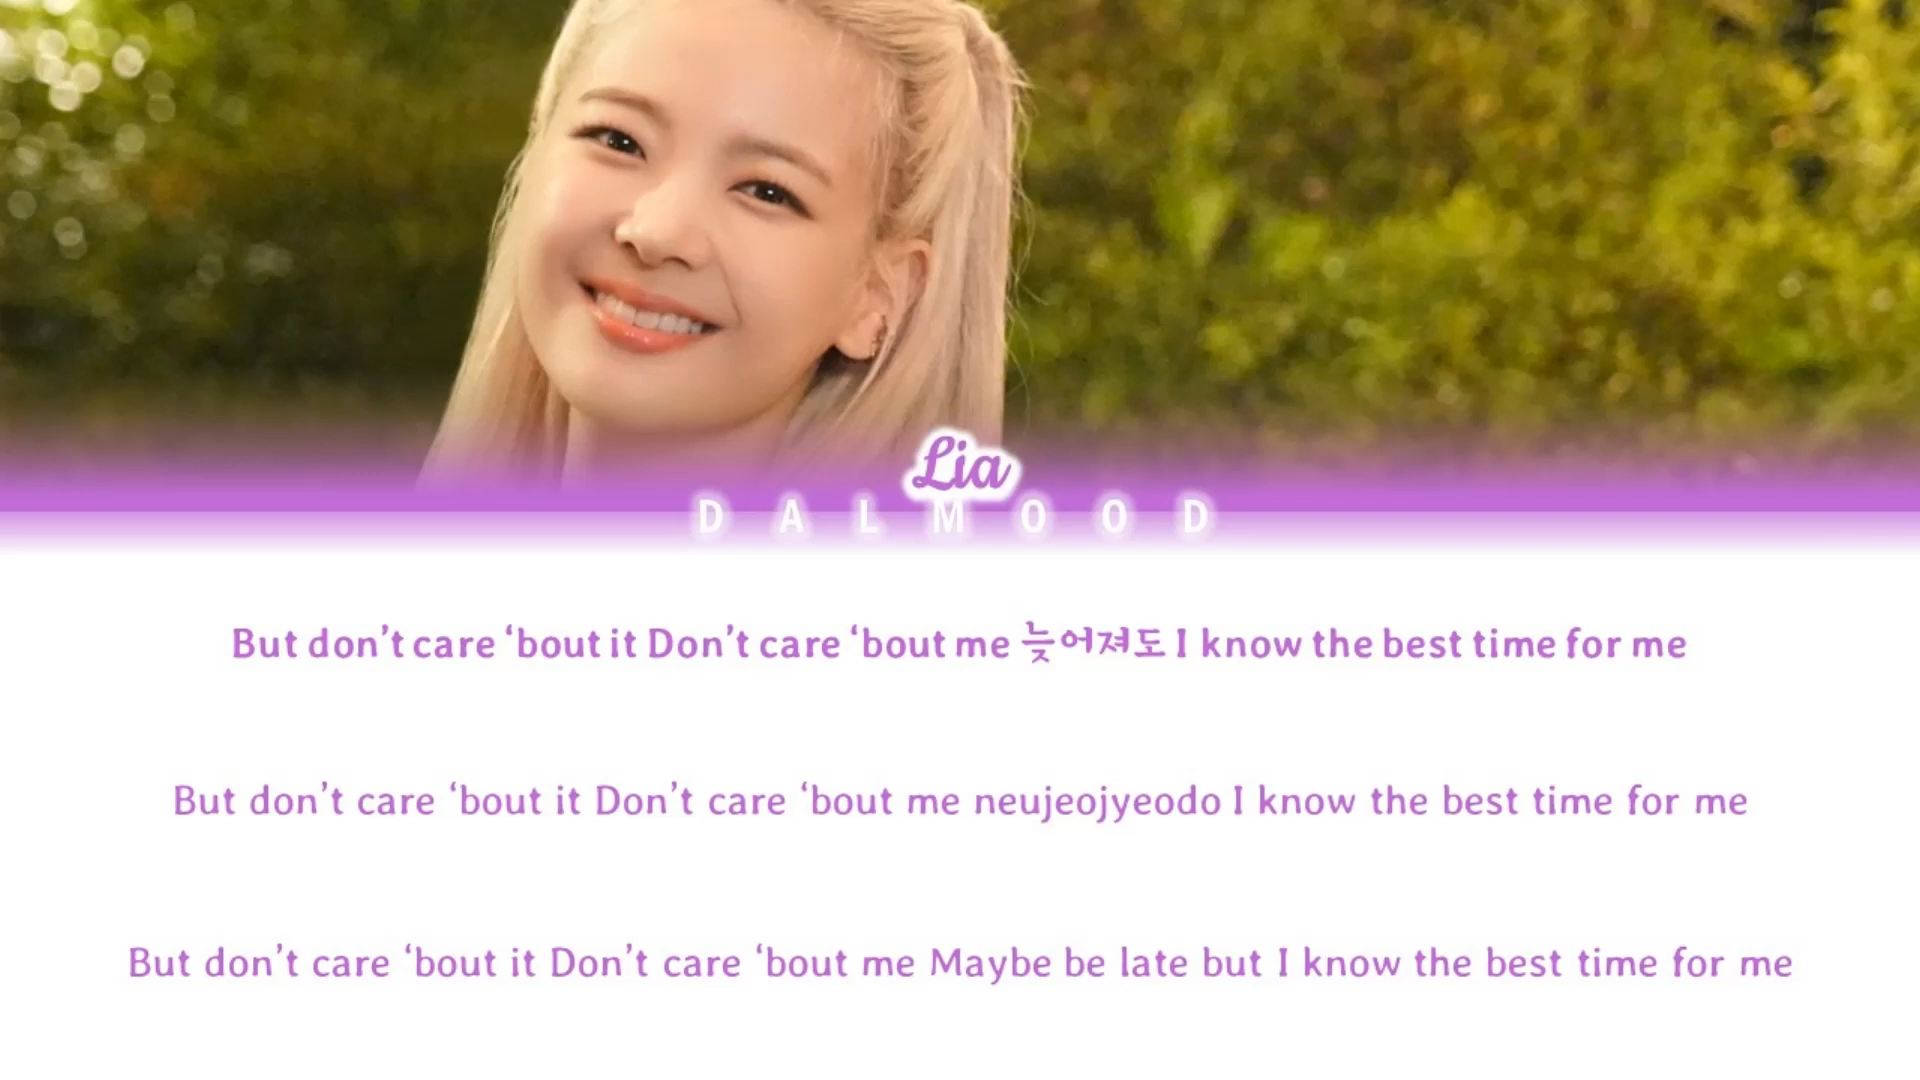 Lia
DALMOOD
But don't care 'bout it Don't care 'bout me 늦어져도 I know the best time for me
But don't care 'bout it Don't care 'bout me neujeojyeodo I know the best time for me
But don't care 'bout it Don't care 'bout me Maybe be late but I know the best time for me